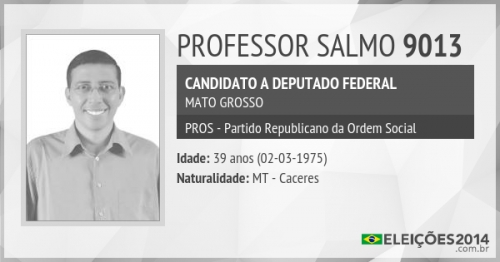 PROFESSOR SALMO 9013
CANDIDATO A DEPUTADO FEDERAL
MATO GROSSO
PROS - Partido Republicano da Ordem Social
Idade: 39 anos (02-03-1975)
Naturalidade: MT - Caceres
ELEIÇÕES2014
.com.br